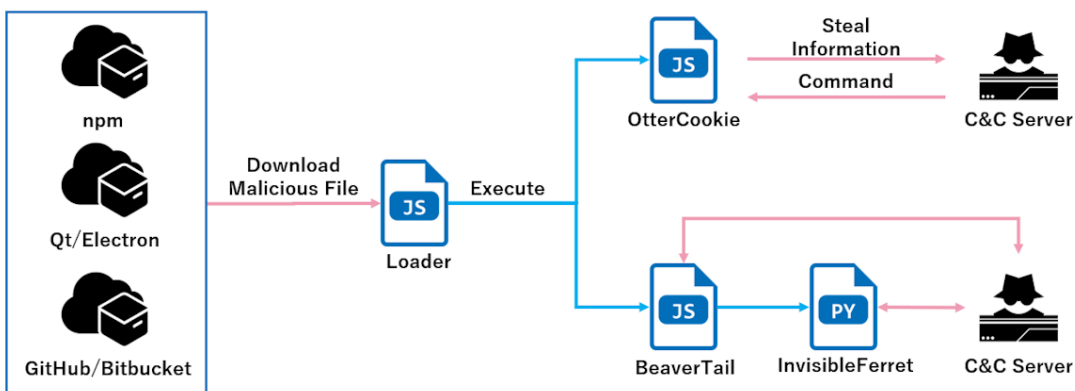 npm
Qt/Electron
GitHub/Bitbucket
Download
Malicious File
JS
Loader
Execute
JS
OtterCookie
Steal
Information
Command
C&C Server
JS
BeaverTail
PY
InvisibleFerret
C&C Server